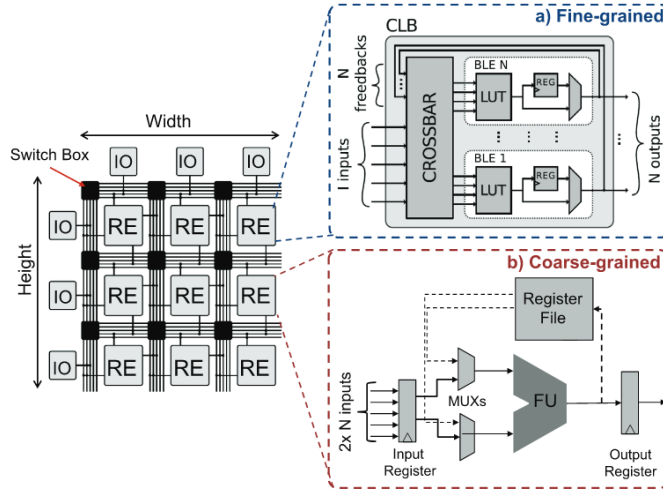 a) Fine-grained
CLB
N
freedbacks
I inputs
CROSSBAR
BLE N
LUT
REG
BLE 1
LUT
REG
N outputs
Width
Height
Switch Box
IO
IO
IO
IO
RE
RE
RE
IO
RE
RE
RE
IO
RE
RE
RE
b) Coarse-grained
Register
File
2x N inputs
MUXs
FU
Input
Register
Output
Register